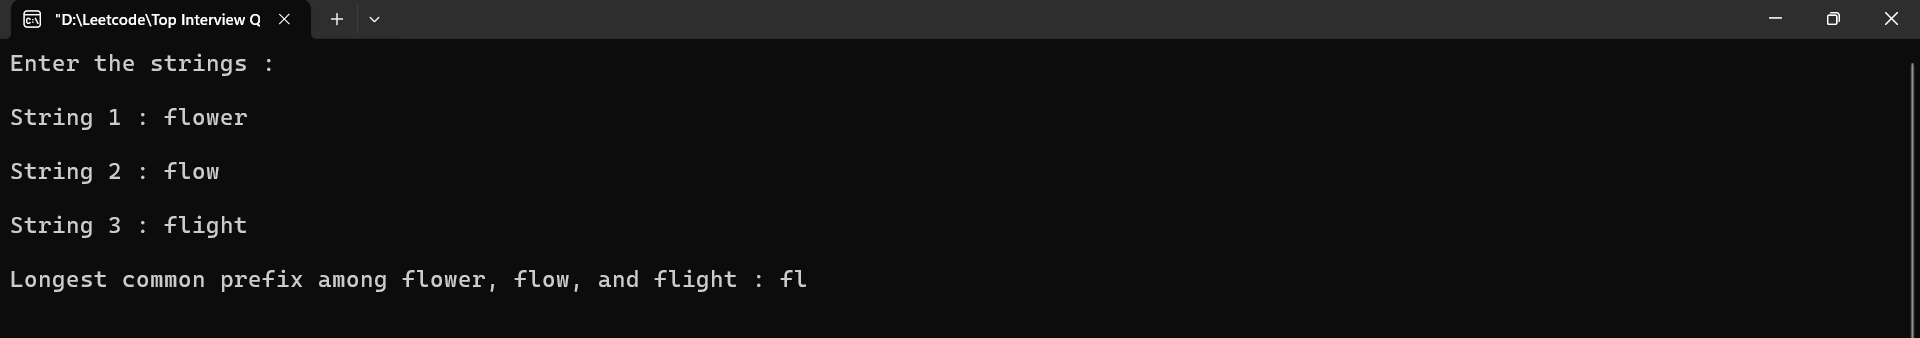 "D:\Leetcode\Top Interview Q
Enter the strings :
String 1 : flower
String 2 : flow
String 3 : flight
Longest common prefix among flower, flow, and flight : fl